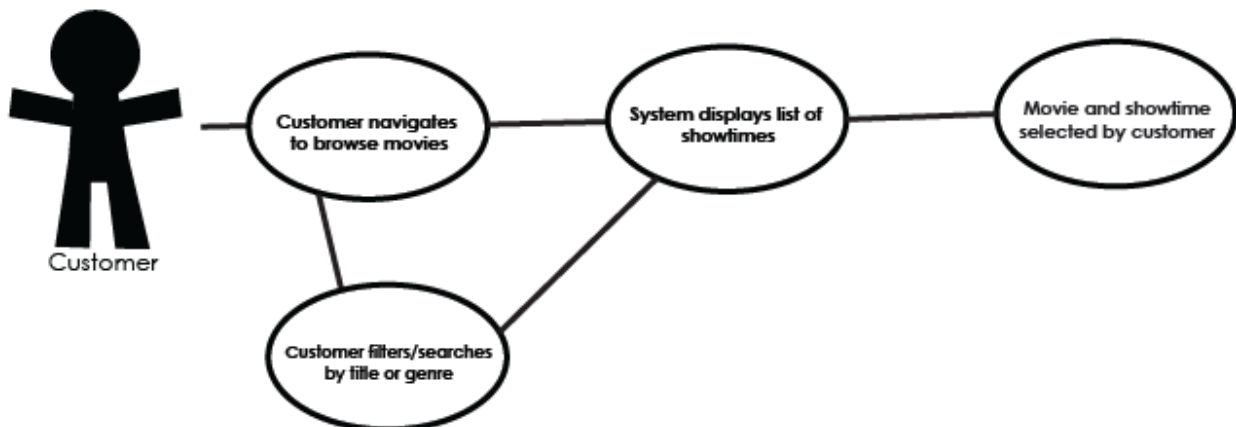 Customer
Customer navigates
to browse movies
System displays list of
showtimes
Movie and showtime
selected by customer
Customer filters/searches
by title or genre